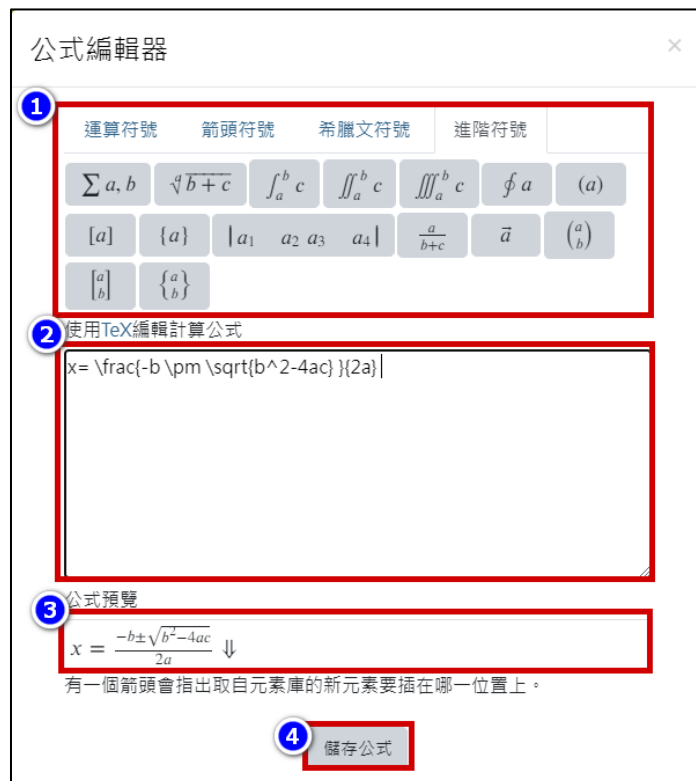 公式編輯器 ×
1
運算符號 箭頭符號 希臘文符號 進階符號
∑ a, b ∜[a]{b + c} ∫ₐᵇ c ∬ₐᵇ c ∭ₐᵇ c ∮ a (a)
[a] {a} |a₁ a₂ a₃ a₄| a/(b+c) a⃗ (a b)
[a b] {a b}
2 使用TeX編輯計算公式
x= \frac{-b \pm \sqrt{b^2-4ac} }{2a}
3 公式預覽
x = (-b±√(b²-4ac))/(2a) ⇓
有一個箭頭會指出取自元素庫的新元素要插在哪一位置上。
4 儲存公式